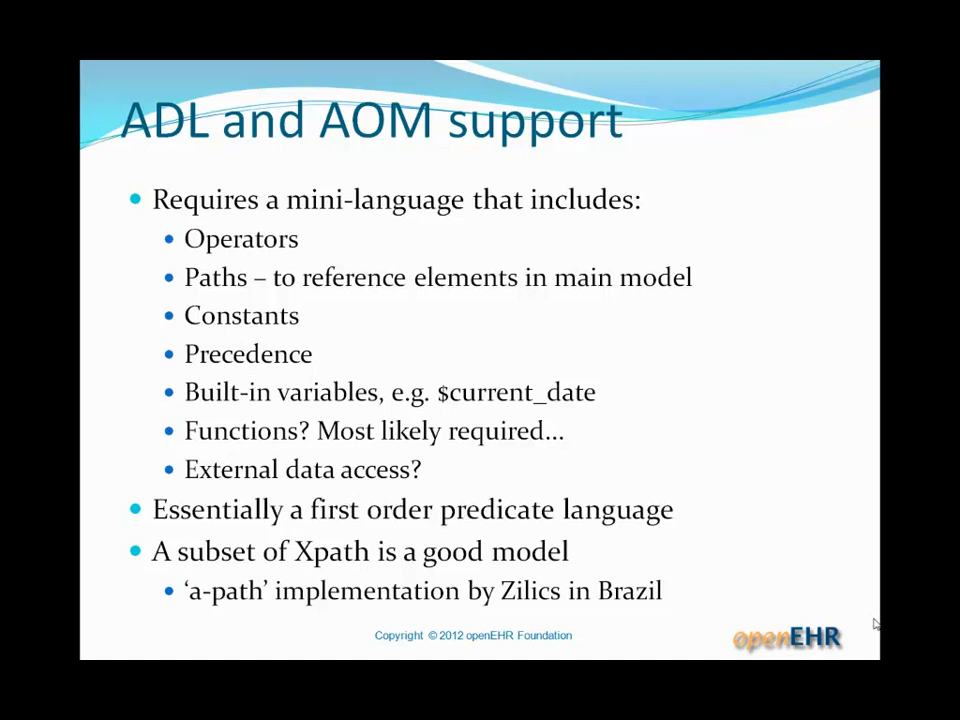 ADL and AOM support
• Requires a mini-language that includes:
• Operators
• Paths – to reference elements in main model
• Constants
• Precedence
• Built-in variables, e.g. $current_date
• Functions? Most likely required...
• External data access?
• Essentially a first order predicate language
• A subset of Xpath is a good model
• ‘a-path’ implementation by Zilics in Brazil
Copyright © 2012 openEHR Foundation
openEHR